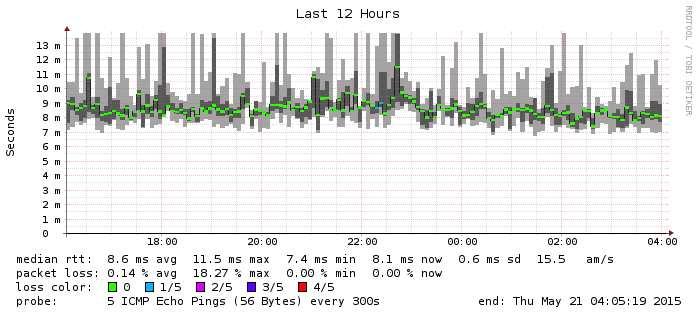 Last 12 Hours
RRDTOOL / TOBI OETIKER
Seconds
13 m
12 m
11 m
10 m
9 m
8 m
7 m
6 m
5 m
4 m
3 m
2 m
1 m
0
18:00 20:00 22:00 00:00 02:00 04:00
median rtt: 8.6 ms avg 11.5 ms max 7.4 ms min 8.1 ms now 0.6 ms sd 15.5 am/s
packet loss: 0.14 % avg 18.27 % max 0.00 % min 0.00 % now
loss color: 0 1/5 2/5 3/5 4/5
probe: 5 ICMP Echo Pings (56 Bytes) every 300s end: Thu May 21 04:05:19 2015